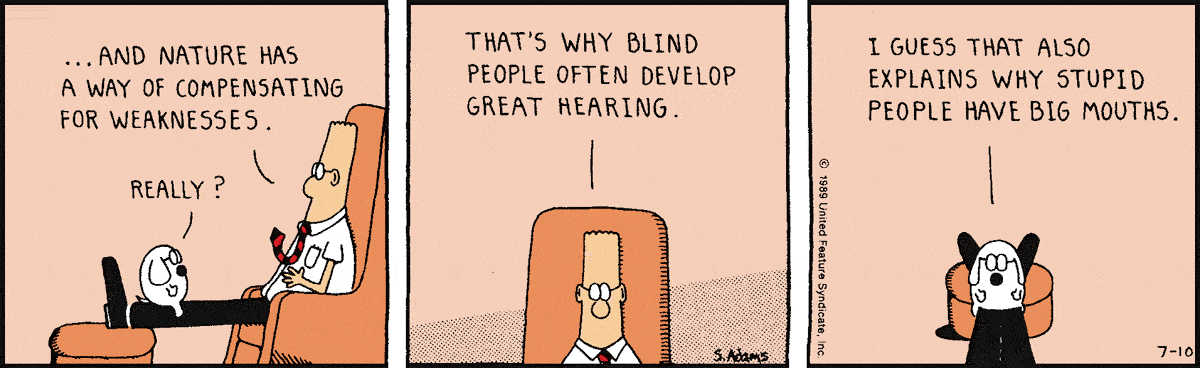 ...AND NATURE HAS
A WAY OF COMPENSATING
FOR WEAKNESSES.
REALLY?
THAT'S WHY BLIND
PEOPLE OFTEN DEVELOP
GREAT HEARING.
S. Adams
I GUESS THAT ALSO
EXPLAINS WHY STUPID
PEOPLE HAVE BIG MOUTHS.
© 1989 United Feature Syndicate, Inc.
7-10